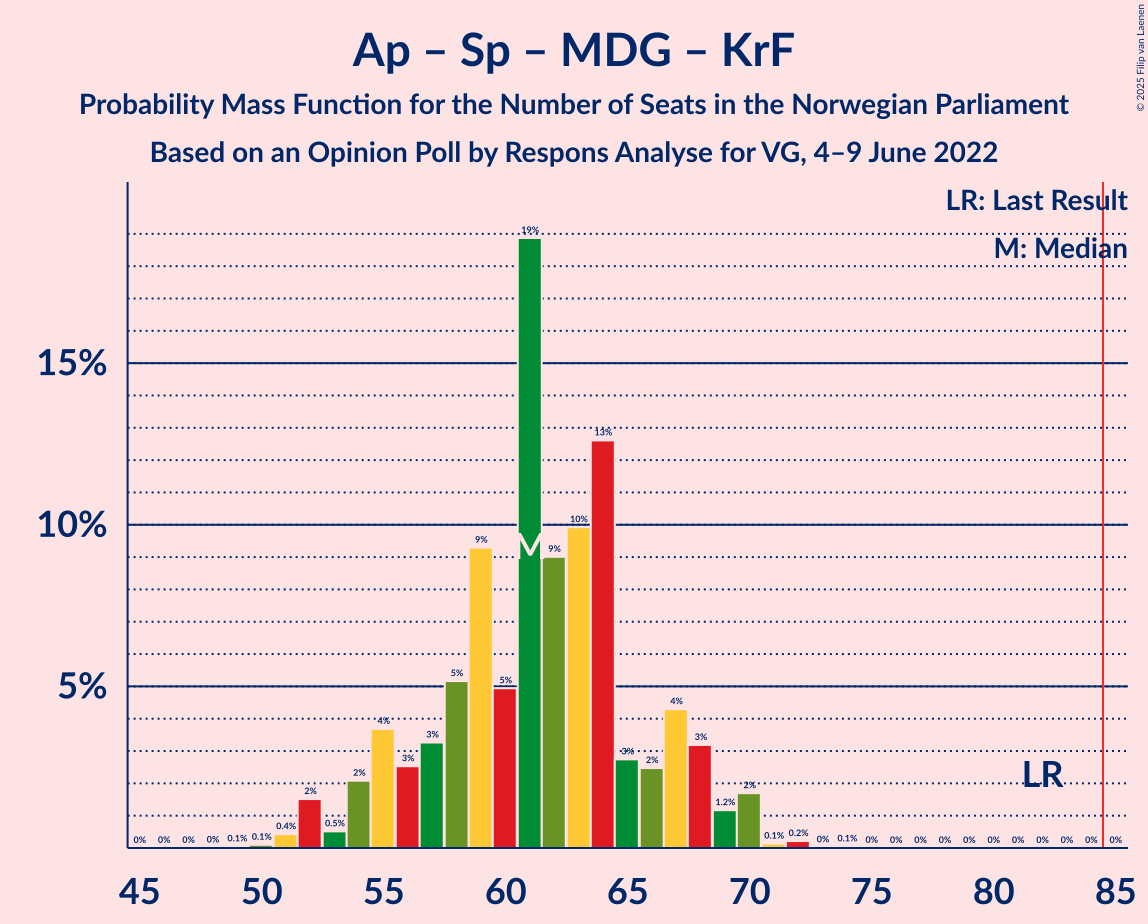 Ap – Sp – MDG – KrF
Probability Mass Function for the Number of Seats in the Norwegian Parliament
Based on an Opinion Poll by Respons Analyse for VG, 4–9 June 2022
© 2025 Filip van Laenen
LR: Last Result
M: Median
15%
10%
5%
0% 0% 0% 0% 0.1% 0.1% 0.4% 2% 0.5% 2% 4% 3% 3% 5% 9% 5% 19% 9% 10% 13% 3% 2% 4% 3% 1.2% 2% 0.1% 0.2% 0% 0.1% 0% 0% 0% 0% 0% 0% 0% 0% 0% 0% 0%
M
LR
45 50 55 60 65 70 75 80 85